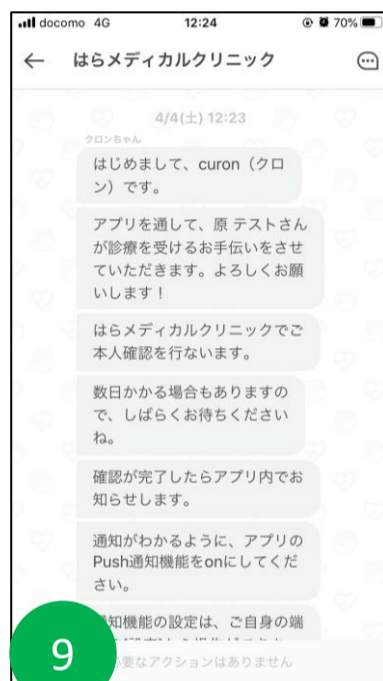 docomo 4G 12:24 70%
はらメディカルクリニック
4/4(土) 12:23
クロンちゃん
はじめまして、curon（クロ
ン）です。
アプリを通して、原 テストさん
が診療を受けるお手伝いをさせ
ていただきます。よろしくお願
いします！
はらメディカルクリニックでご
本人確認を行ないます。
数日かかる場合もありますの
で、しばらくお待ちください
ね。
確認が完了したらアプリ内でお
知らせします。
通知がわかるように、アプリの
Push通知機能をonにしてくだ
さい。
知機能の設定は、ご自身の端
9
要なアクションはありません